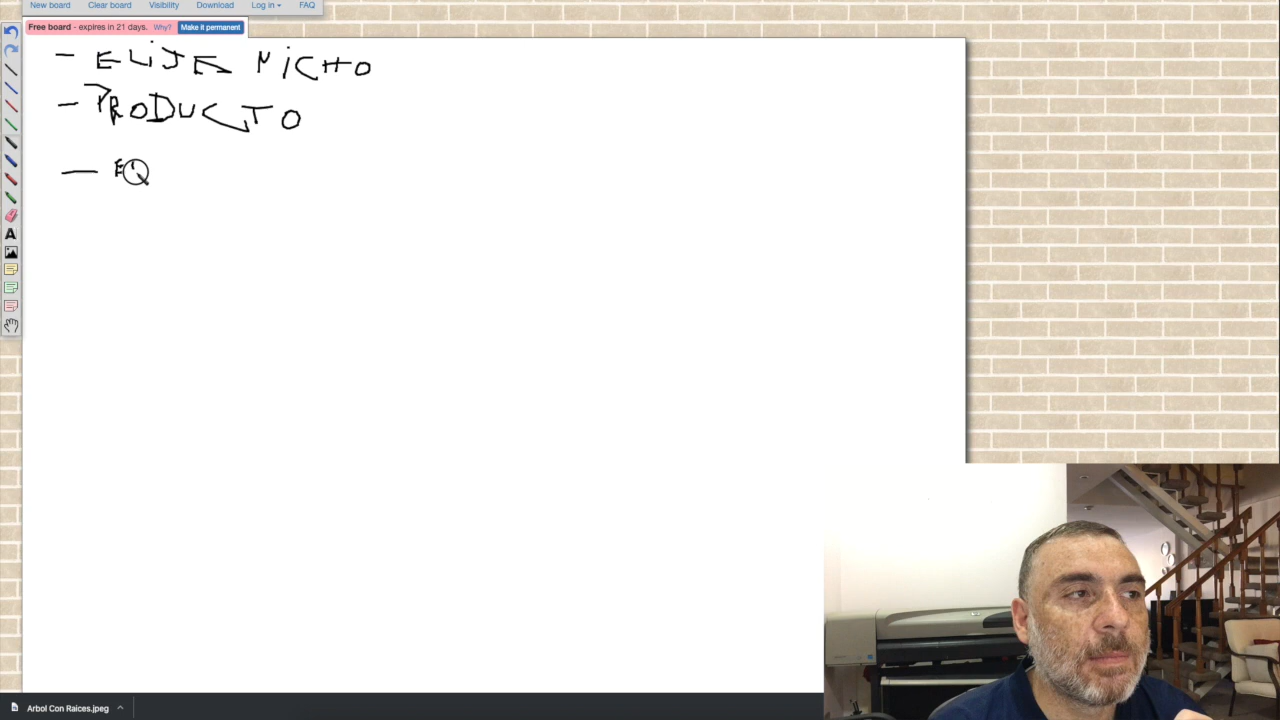 New board Clear board Visibility Download Log in FAQ
Free board - expires in 21 days. Why? Make it permanent
- ELIJE NICHO
- PRODUCTO
- EQ
A
Arbol Con Raices.jpeg